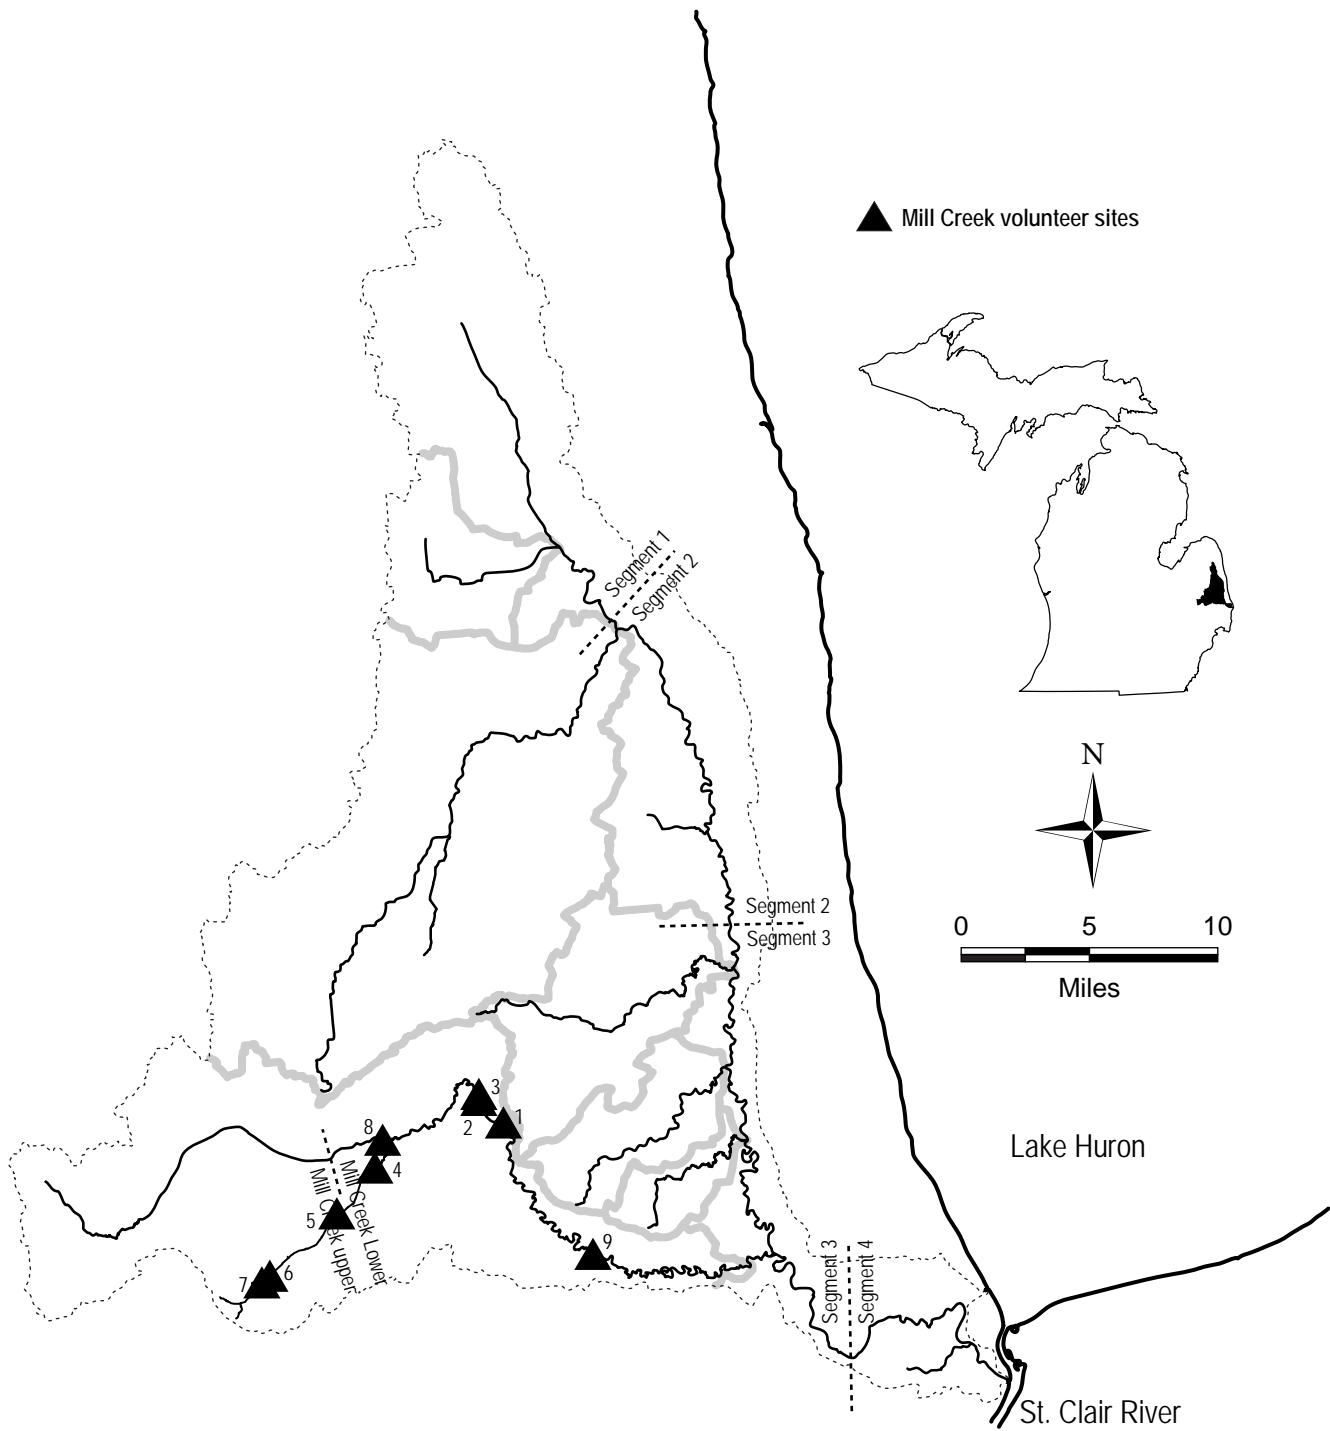 Mill Creek volunteer sites
Segment 1
Segment 2
N
Segment 2
Segment 3
0 5 10
Miles
3
1
2
8
4
Mill Creek Lower
Mill Creek upper
5
6
7
9
Lake Huron
Segment 3
Segment 4
St. Clair River